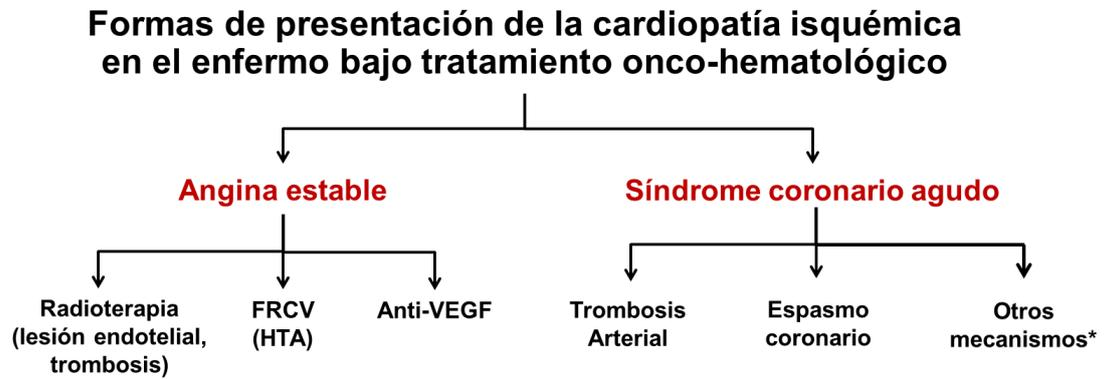 Formas de presentación de la cardiopatía isquémica
en el enfermo bajo tratamiento onco-hematológico
Angina estable
Síndrome coronario agudo
Radioterapia
(lesión endotelial,
trombosis)
FRCV
(HTA)
Anti-VEGF
Trombosis
Arterial
Espasmo
coronario
Otros
mecanismos*